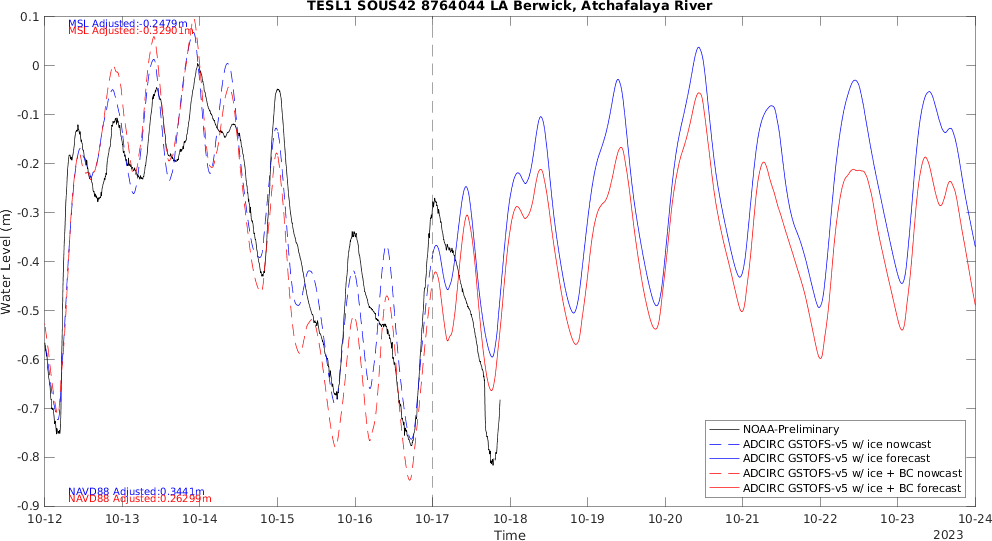 TESL1 SOUS42 8764044 LA Berwick, Atchafalaya River
MSL Adjusted:-0.2479m
MSL Adjusted:-0.32901m
0.1
0
-0.1
-0.2
-0.3
-0.4
-0.5
-0.6
-0.7
-0.8
-0.9
Water Level (m)
NOAA-Preliminary
ADCIRC GSTOFS-v5 w/ ice nowcast
ADCIRC GSTOFS-v5 w/ ice forecast
ADCIRC GSTOFS-v5 w/ ice + BC nowcast
ADCIRC GSTOFS-v5 w/ ice + BC forecast
NAVD88 Adjusted:0.3441m
NAVD88 Adjusted:0.26299m
10-12 10-13 10-14 10-15 10-16 10-17 10-18 10-19 10-20 10-21 10-22 10-23 10-24
Time
2023